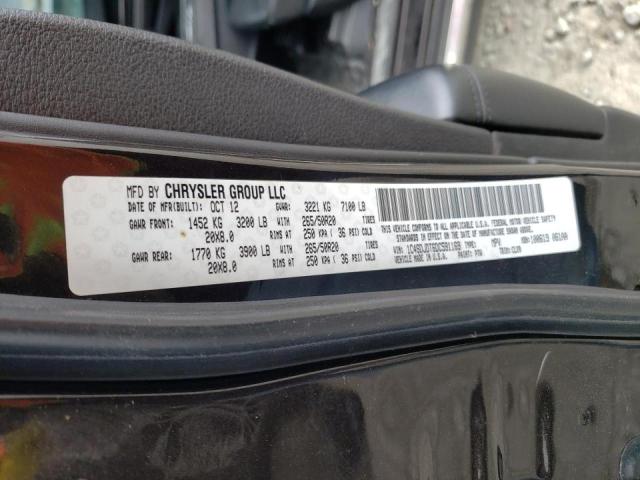 MFD BY CHRYSLER GROUP LLC
DATE OF MFR(BUILT): OCT 12 GVWR: 3221 KG 7100 LB
GAWR FRONT: 1452 KG 3200 LB WITH 265/50R20 TIRES
20X8.0 RIMS AT 250 KPA ( 36 PSI) COLD
GAWR REAR: 1770 KG 3900 LB WITH 265/50R20 TIRES
20X8.0 RIMS AT 250 KPA ( 36 PSI) COLD
THIS VEHICLE CONFORMS TO ALL APPLICABLE U.S.A. FEDERAL MOTOR VEHICLE SAFETY
STANDARDS IN EFFECT ON THE DATE OF MANUFACTURE SHOWN ABOVE.
VIN: TYPE: MPV
VEHICLE MADE IN U.S.A. PAINT: TRIM: